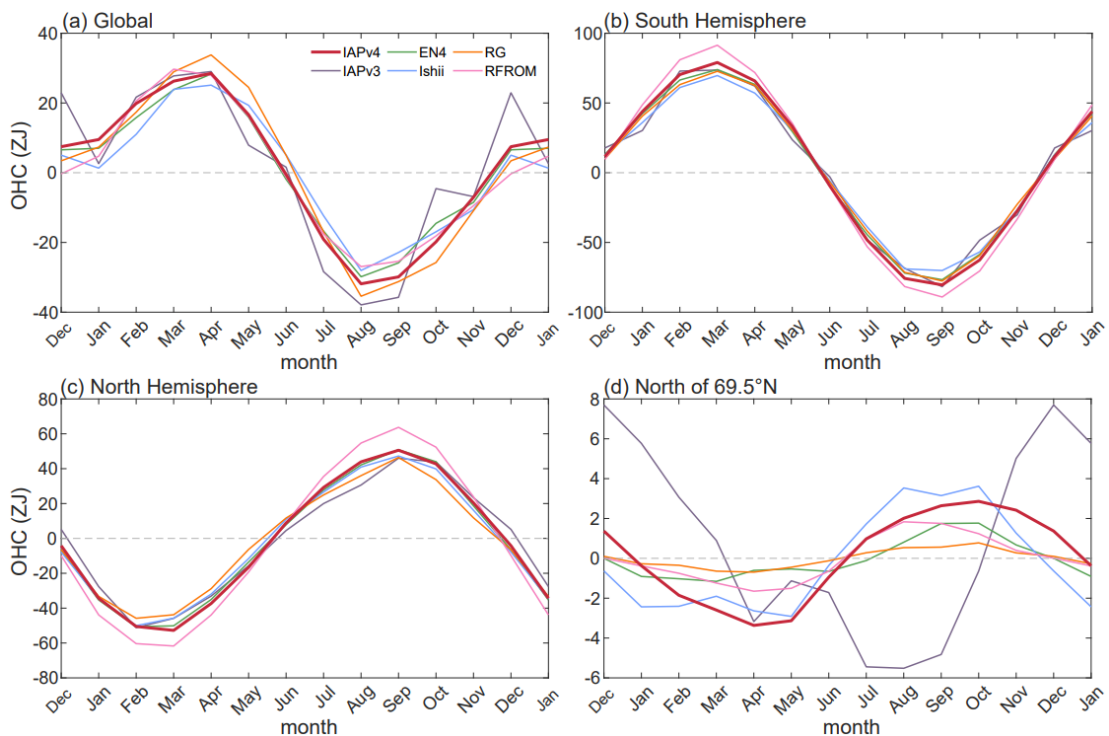 (a) Global
40
20
0
-20
-40
OHC (ZJ)
IAPv4 EN4 RG
IAPv3 Ishii RFROM
Dec Jan Feb Mar Apr May Jun Jul Aug Sep Oct Nov Dec Jan
month
(b) South Hemisphere
100
50
0
-50
-100
Dec Jan Feb Mar Apr May Jun Jul Aug Sep Oct Nov Dec Jan
month
(c) North Hemisphere
80
60
40
20
0
-20
-40
-60
-80
OHC (ZJ)
Dec Jan Feb Mar Apr May Jun Jul Aug Sep Oct Nov Dec Jan
month
(d) North of 69.5°N
8
6
4
2
0
-2
-4
-6
Dec Jan Feb Mar Apr May Jun Jul Aug Sep Oct Nov Dec Jan
month